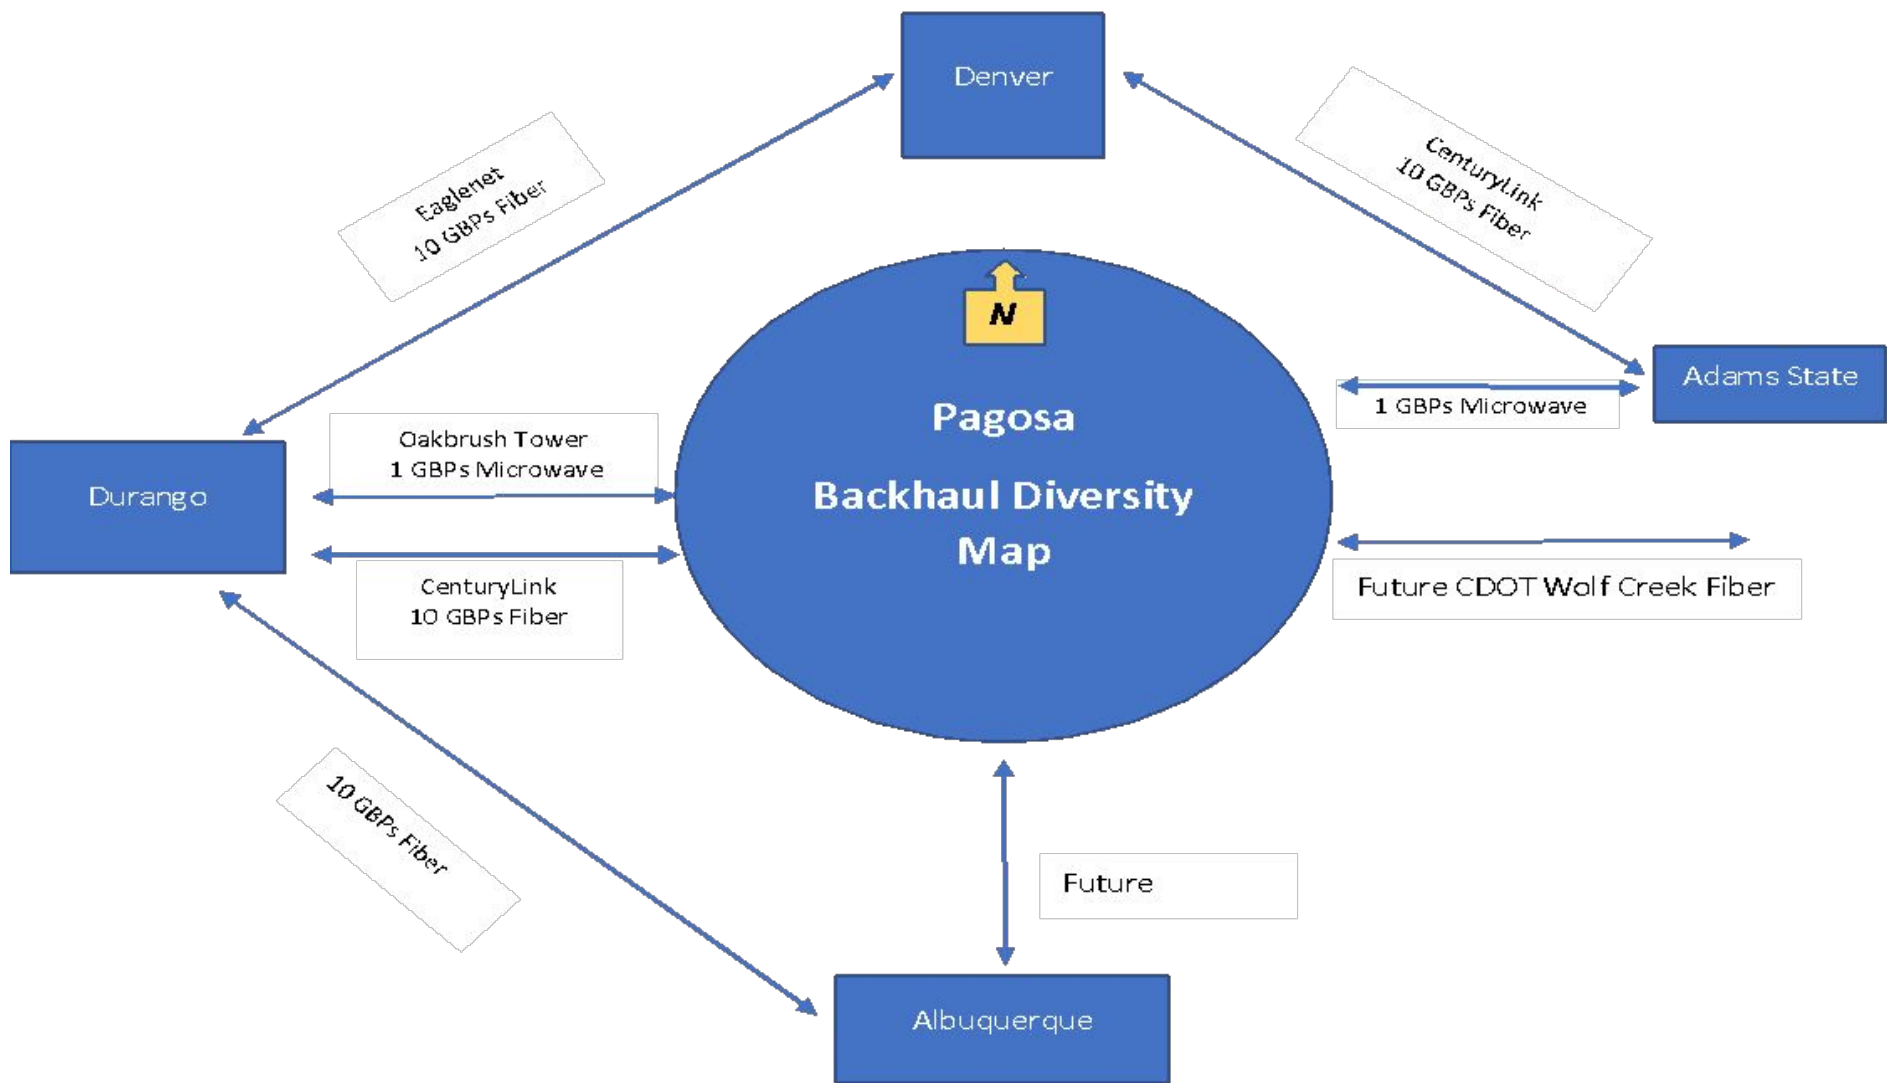 Denver
Eaglenet
10 GBPs Fiber
CenturyLink
10 GBPs Fiber
N
Pagosa
Backhaul Diversity
Map
Adams State
1 GBPs Microwave
Oakbrush Tower
1 GBPs Microwave
Durango
CenturyLink
10 GBPs Fiber
Future CDOT Wolf Creek Fiber
10 GBPs Fiber
Future
Albuquerque